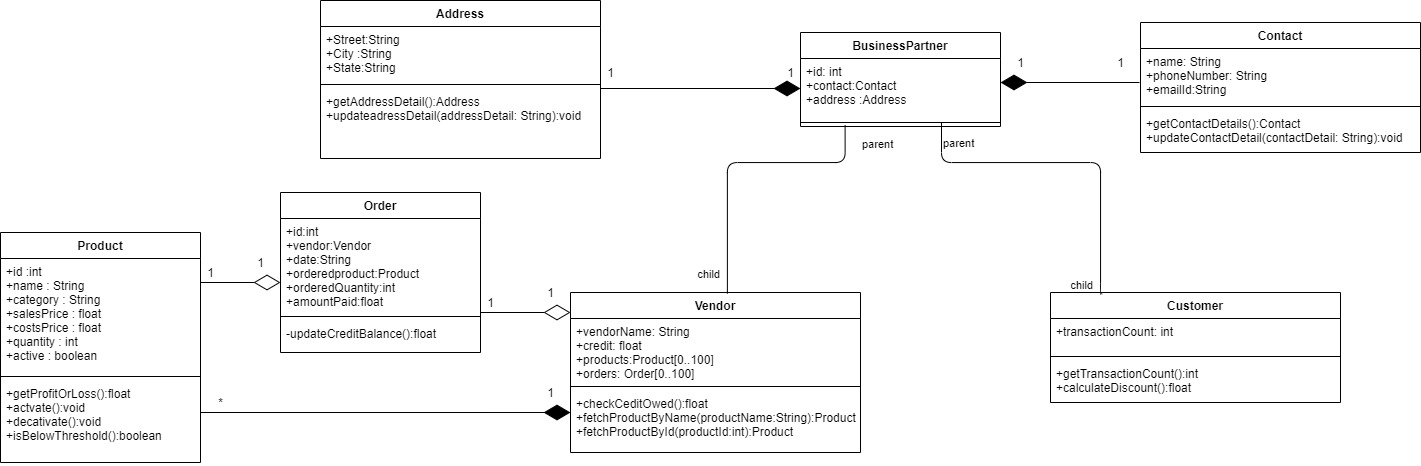 Address
+Street:String
+City :String
+State:String
+getAddressDetail():Address
+updateadressDetail(addressDetail: String):void
1
1
BusinessPartner
+id: int
+contact:Contact
+address :Address
1
1
Contact
+name: String
+phoneNumber: String
+emailId:String
+getContactDetails():Contact
+updateContactDetail(contactDetail: String):void
parent
parent
child
child
Product
+id :int
+name : String
+category : String
+salesPrice : float
+costsPrice : float
+quantity : int
+active : boolean
+getProfitOrLoss():float
+actvate():void
+decativate():void
+isBelowThreshold():boolean
1
1
Order
+id:int
+vendor:Vendor
+date:String
+orderedproduct:Product
+orderedQuantity:int
+amountPaid:float
-updateCreditBalance():float
1
1
*
1
Vendor
+vendorName: String
+credit: float
+products:Product[0..100]
+orders: Order[0..100]
+checkCeditOwed():float
+fetchProductByName(productName:String):Product
+fetchProductById(productId:int):Product
Customer
+transactionCount: int
+getTransactionCount():int
+calculateDiscount():float